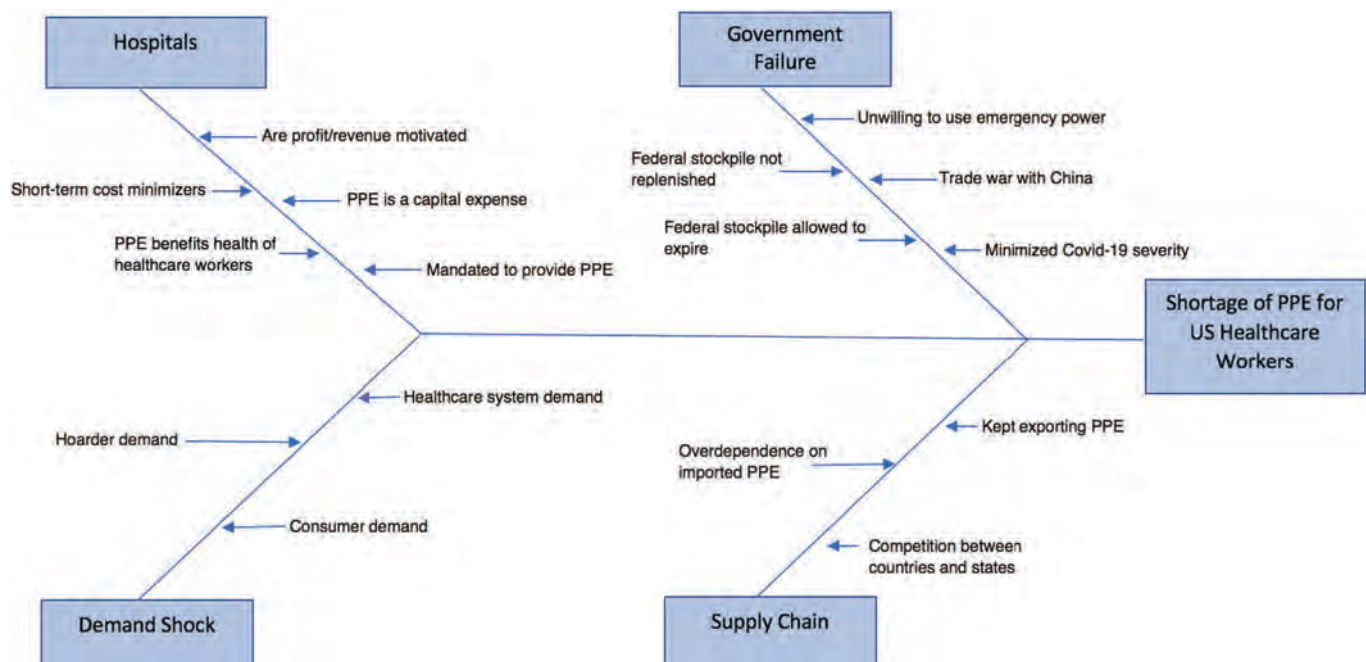 Hospitals
Government
Failure
Are profit/revenue motivated
Unwilling to use emergency power
Short-term cost minimizers
PPE is a capital expense
Federal stockpile not
replenished
Trade war with China
PPE benefits health of
healthcare workers
Mandated to provide PPE
Federal stockpile allowed to
expire
Minimized Covid-19 severity
Shortage of PPE for
US Healthcare
Workers
Healthcare system demand
Hoarder demand
Consumer demand
Kept exporting PPE
Overdependence on
imported PPE
Competition between
countries and states
Demand Shock
Supply Chain